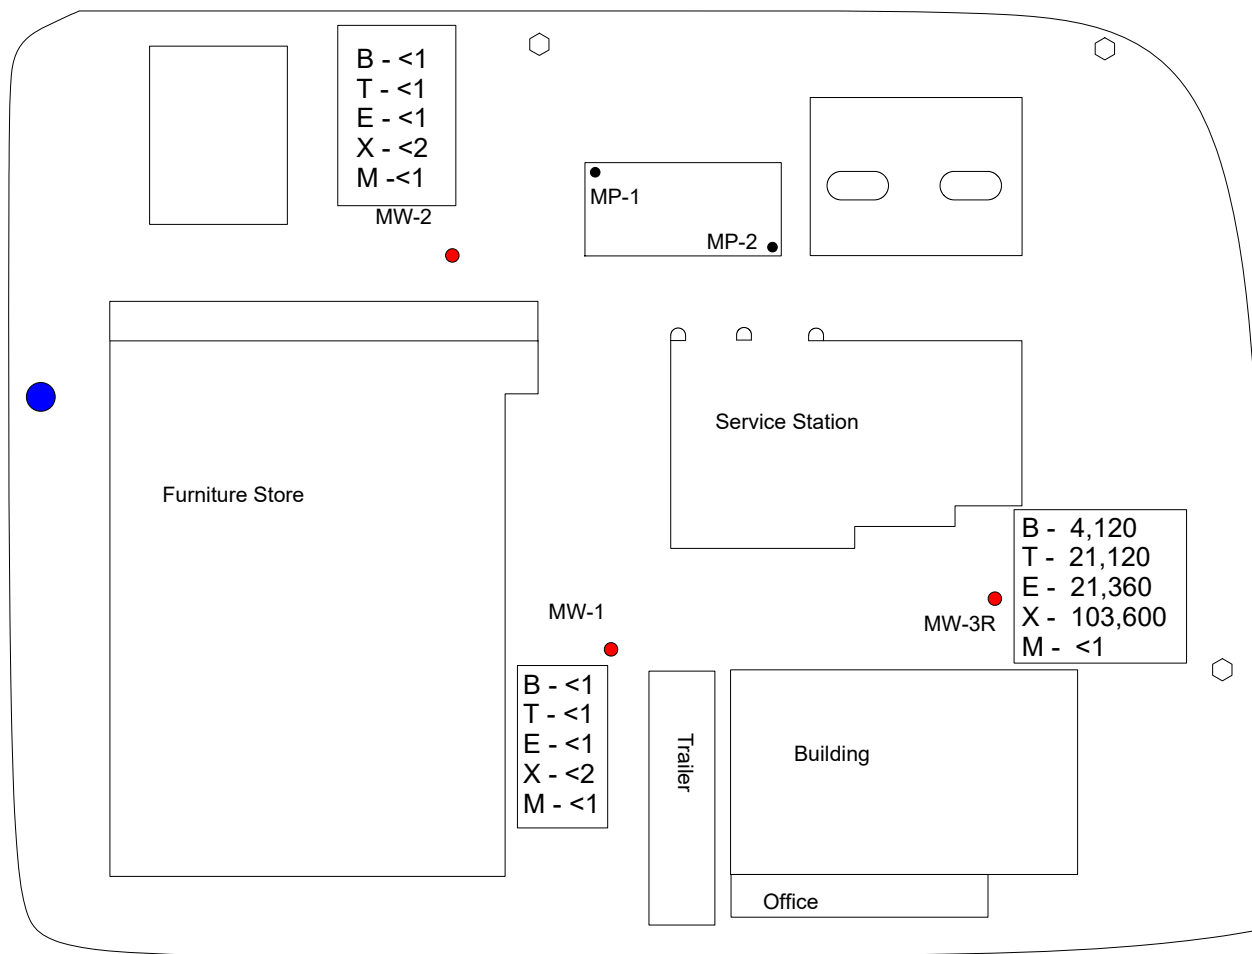 B - <1
T - <1
E - <1
X - <2
M -<1
MW-2
MP-1
MP-2
Service Station
Furniture Store
B -  4,120
T -  21,120
E -  21,360
X -  103,600
M -  <1
MW-3R
MW-1
B - <1
T - <1
E - <1
X - <2
M - <1
Trailer
Building
Office